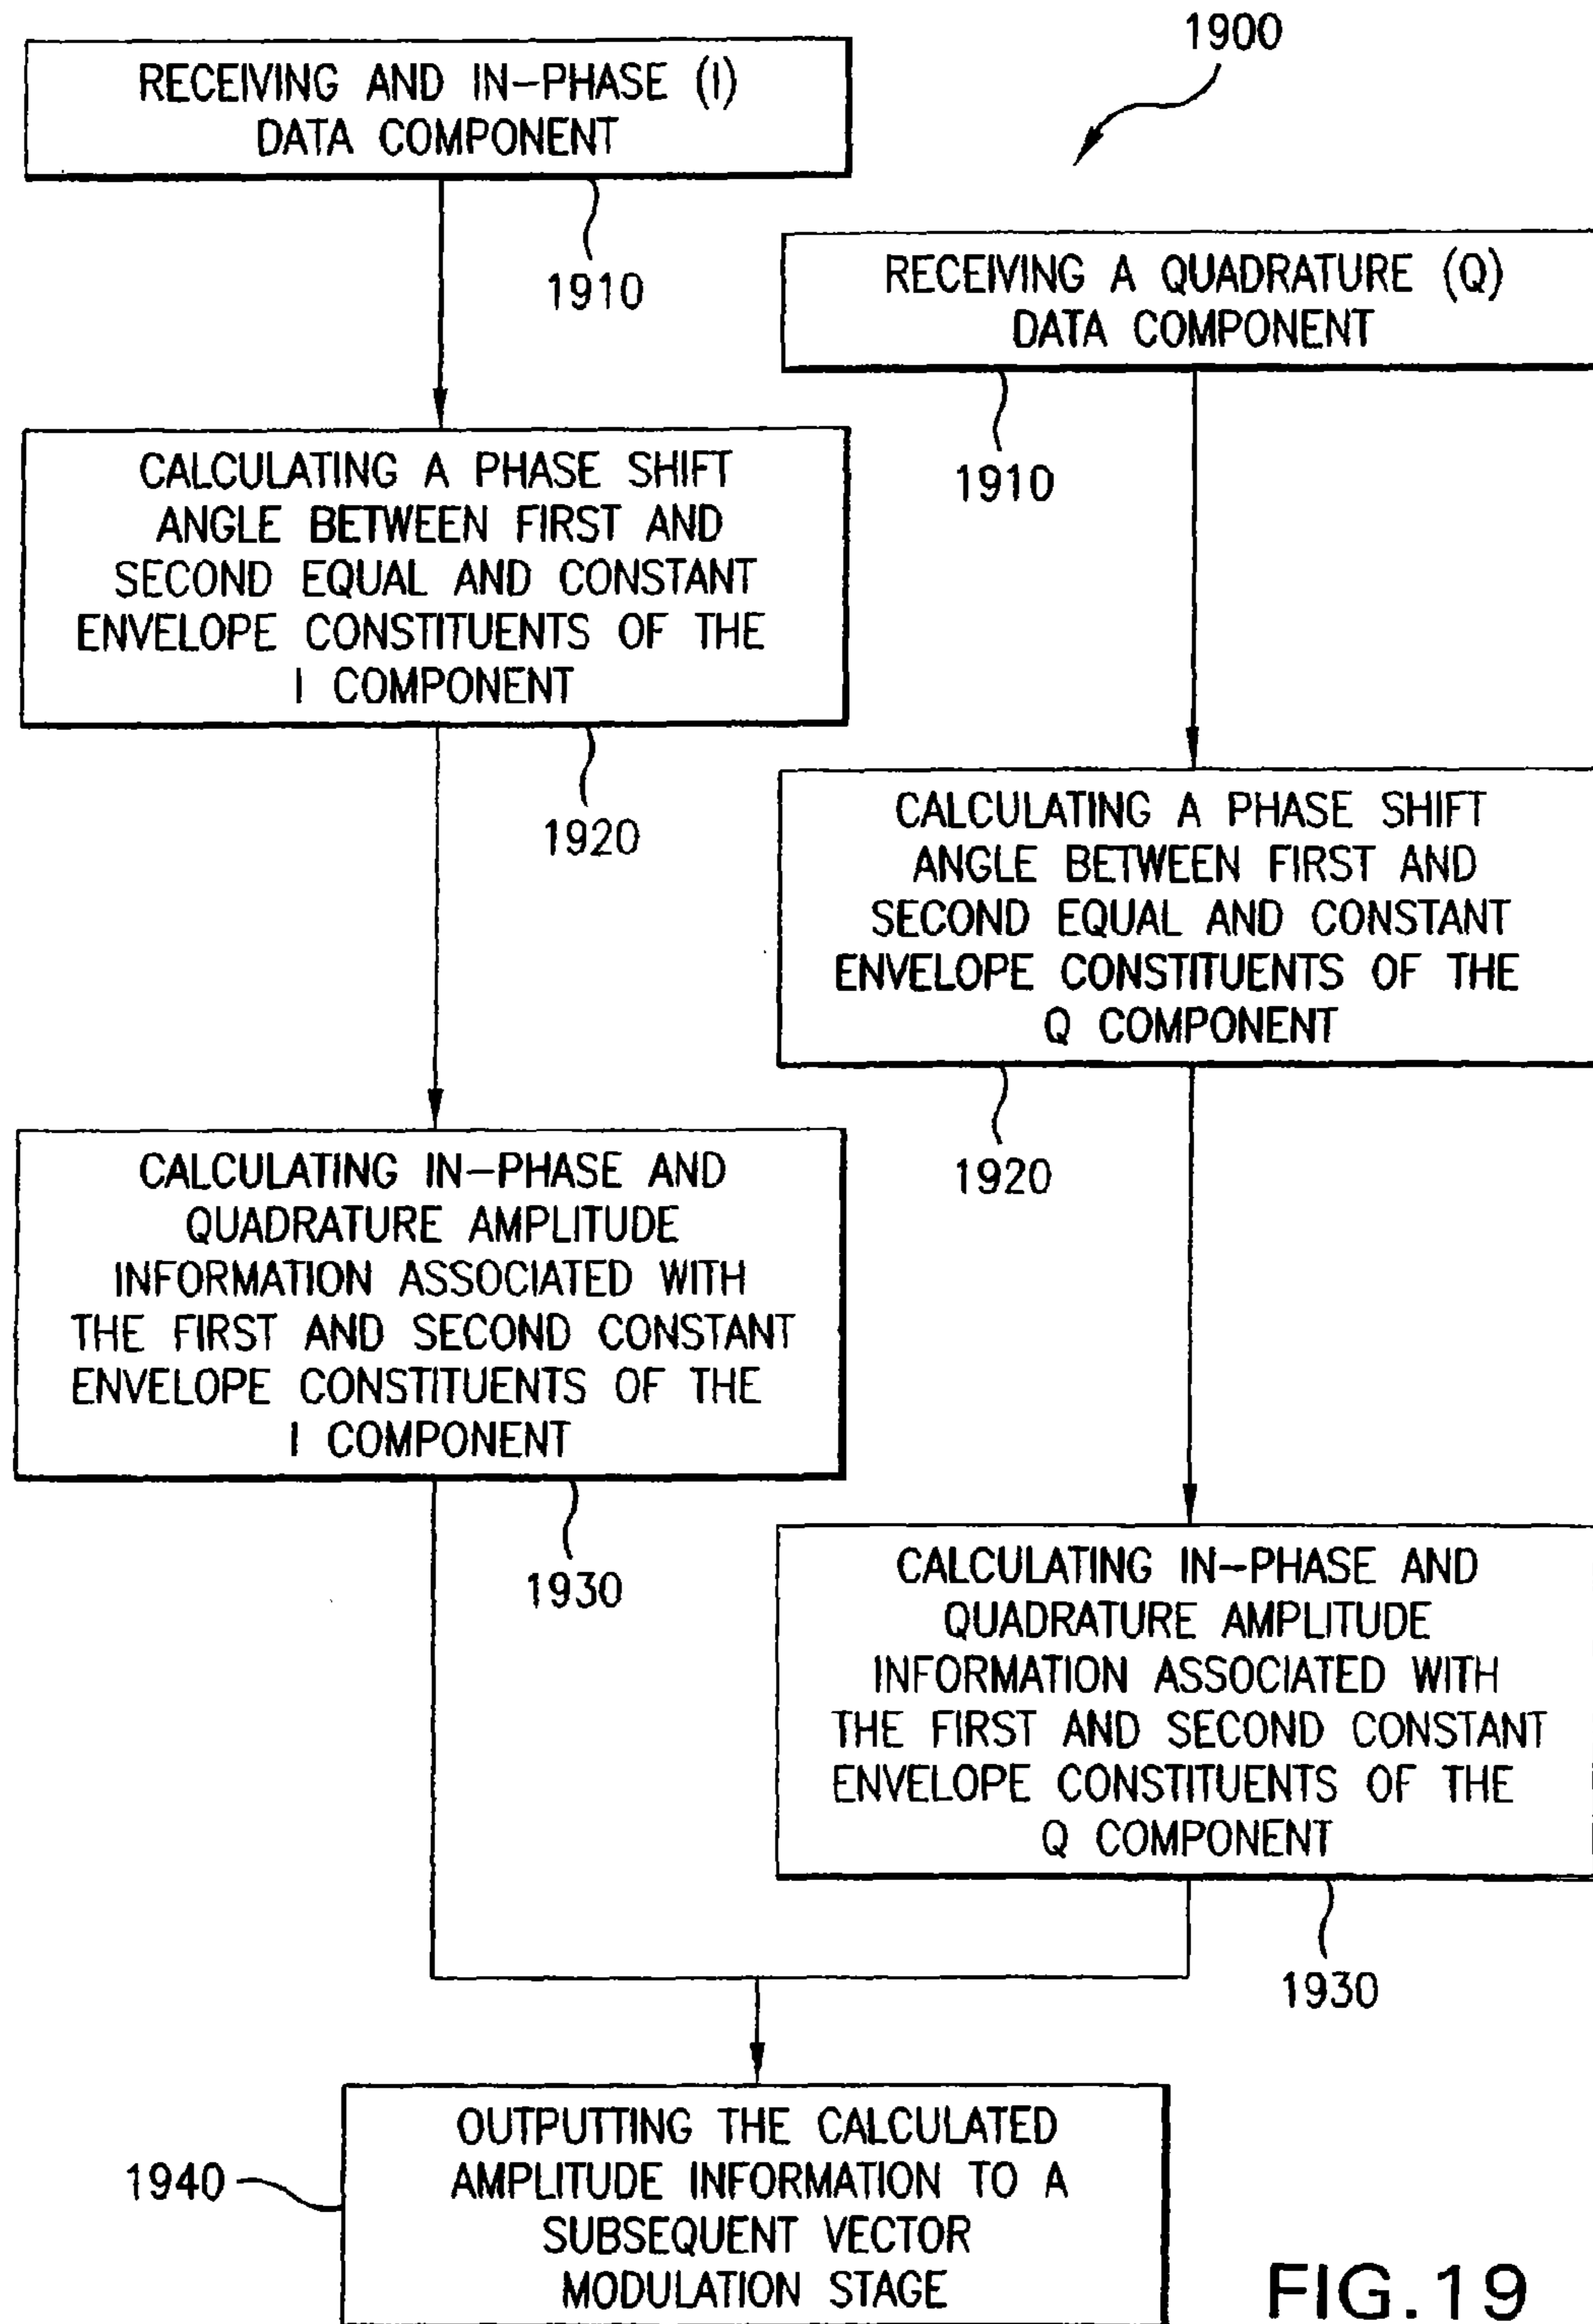 1900
RECEIVING AND IN-PHASE (I)
DATA COMPONENT
1910
RECEIVING A QUADRATURE (Q)
DATA COMPONENT
1910
CALCULATING A PHASE SHIFT
ANGLE BETWEEN FIRST AND
SECOND EQUAL AND CONSTANT
ENVELOPE CONSTITUENTS OF THE
I COMPONENT
1920
CALCULATING A PHASE SHIFT
ANGLE BETWEEN FIRST AND
SECOND EQUAL AND CONSTANT
ENVELOPE CONSTITUENTS OF THE
Q COMPONENT
1920
CALCULATING IN-PHASE AND
QUADRATURE AMPLITUDE
INFORMATION ASSOCIATED WITH
THE FIRST AND SECOND CONSTANT
ENVELOPE CONSTITUENTS OF THE
I COMPONENT
1930
CALCULATING IN-PHASE AND
QUADRATURE AMPLITUDE
INFORMATION ASSOCIATED WITH
THE FIRST AND SECOND CONSTANT
ENVELOPE CONSTITUENTS OF THE
Q COMPONENT
1930
1940
OUTPUTTING THE CALCULATED
AMPLITUDE INFORMATION TO A
SUBSEQUENT VECTOR
MODULATION STAGE
FIG.19